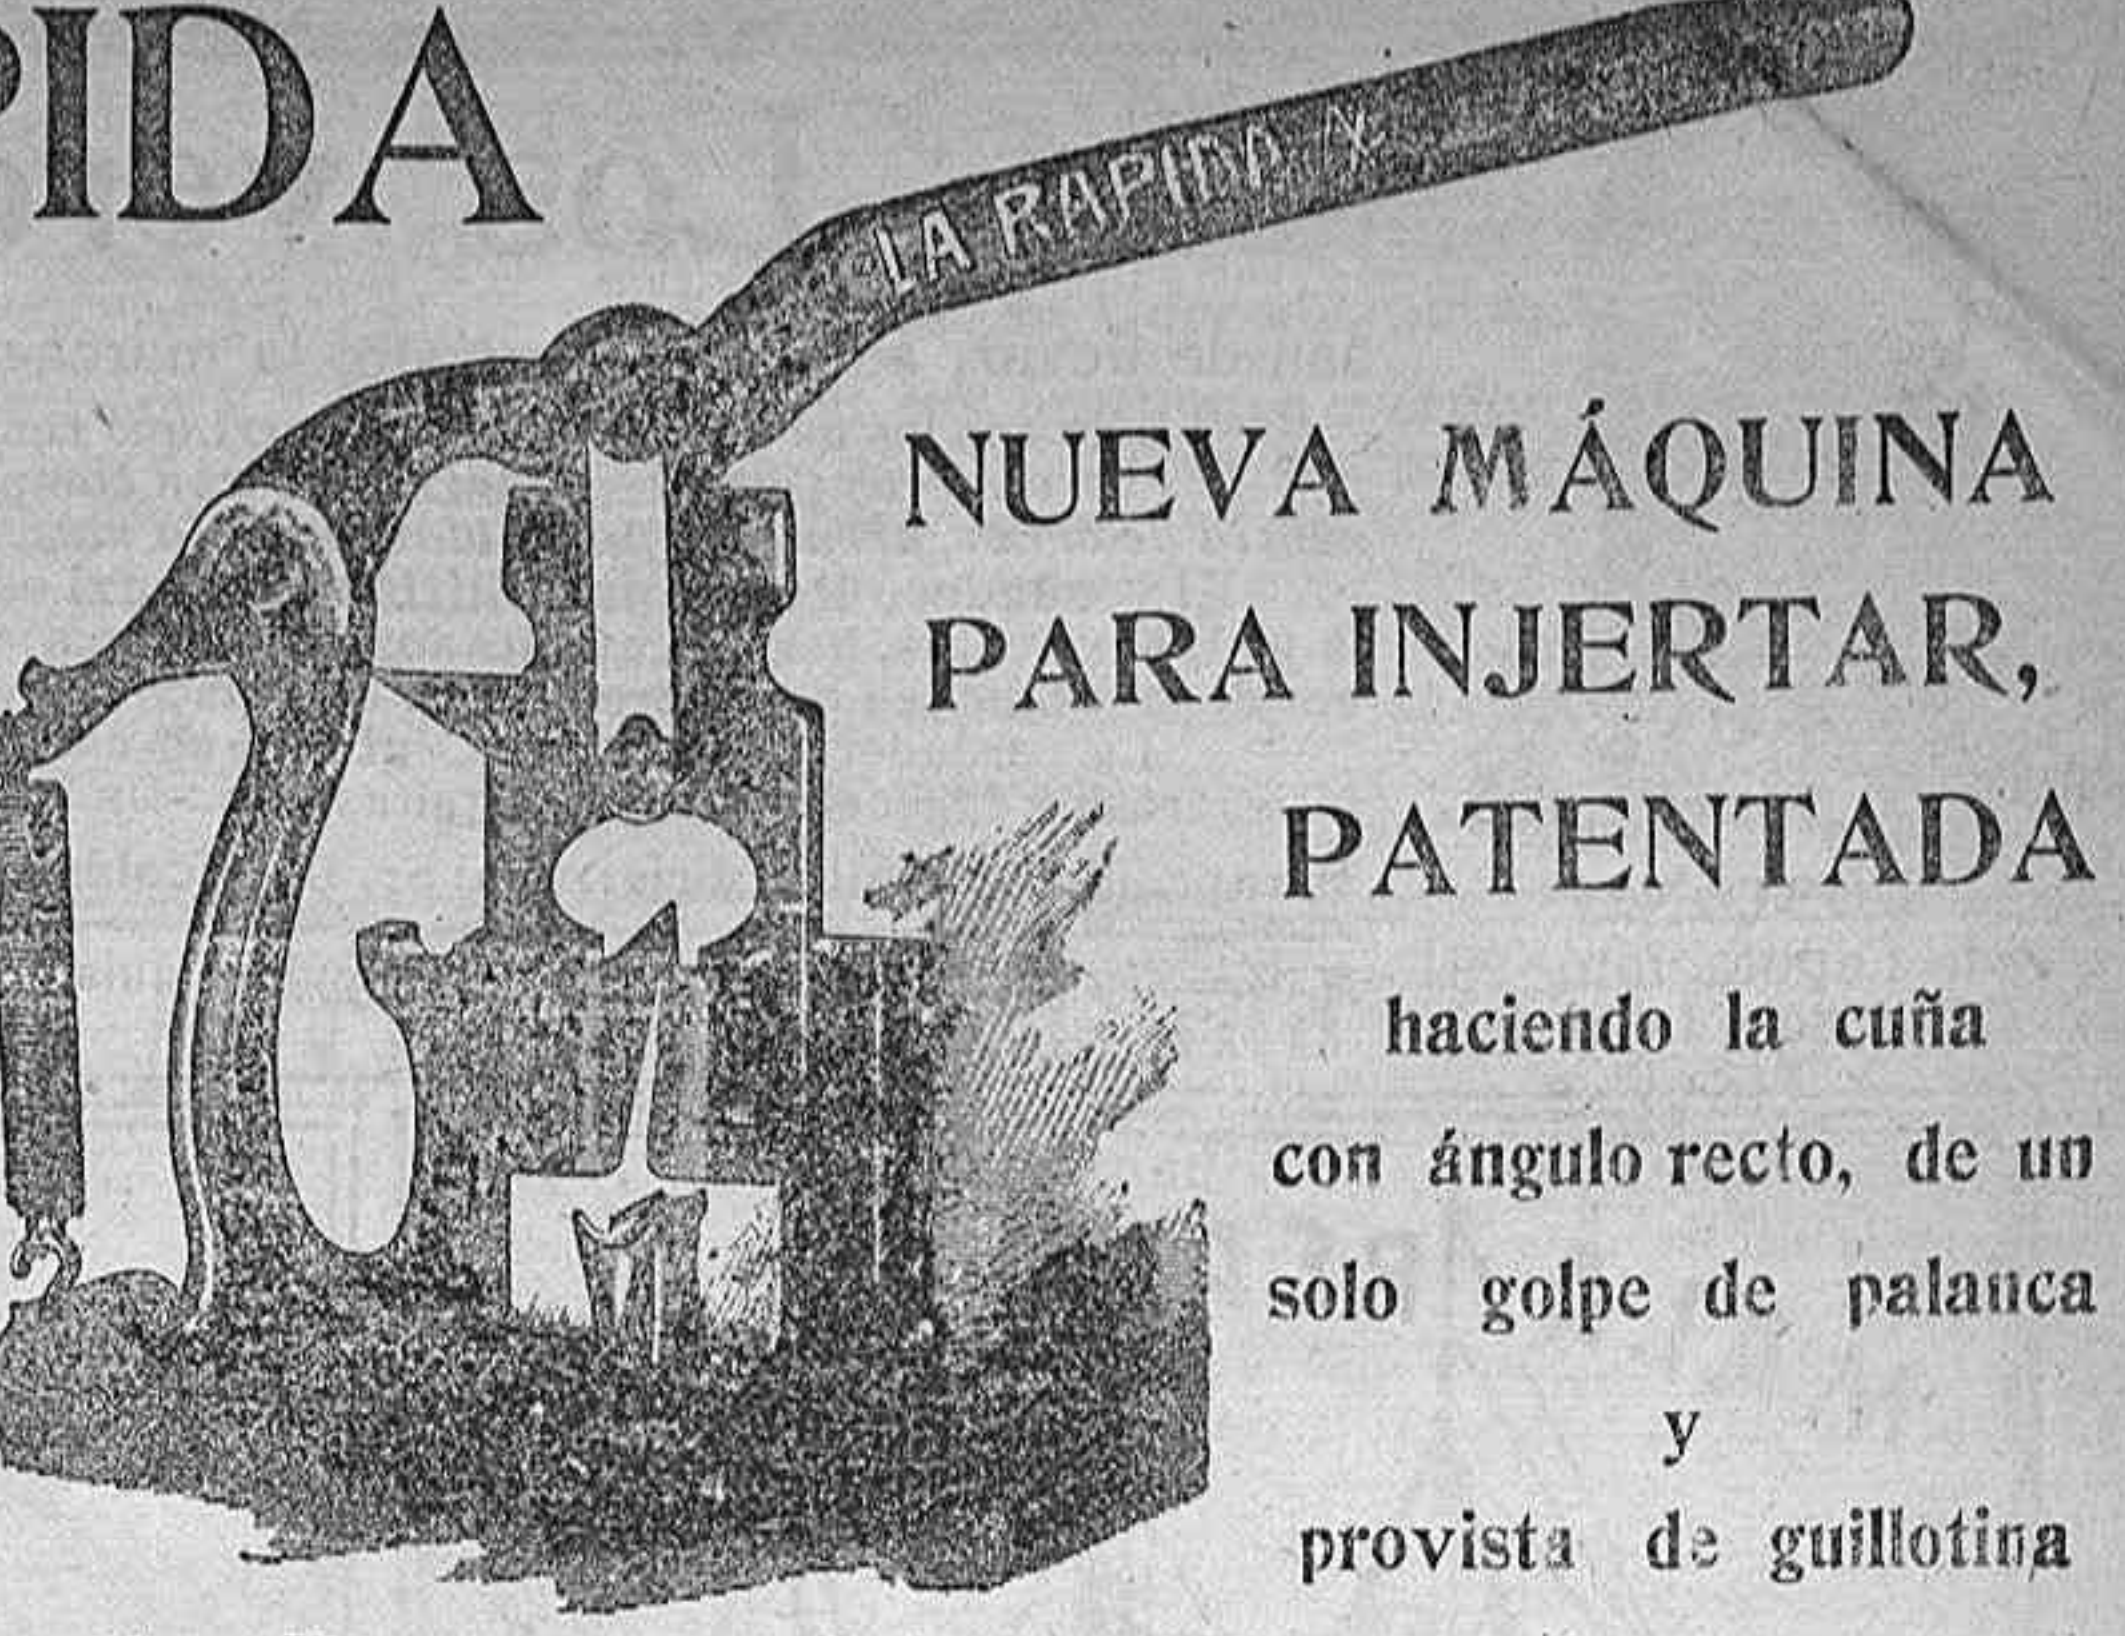 PIDA
LA RAPIDA
NUEVA MÁQUINA
PARA INJERTAR,
PATENTADA
haciendo la cuña
con ángulo recto, de un
solo golpe de palanca
y
provista de guillotina